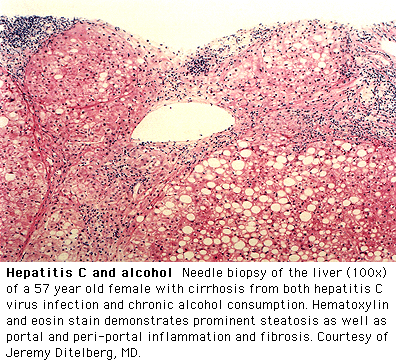 Hepatitis C and alcohol Needle biopsy of the liver (100x)
of a 57 year old female with cirrhosis from both hepatitis C
virus infection and chronic alcohol consumption. Hematoxylin
and eosin stain demonstrates prominent steatosis as well as
portal and peri-portal inflammation and fibrosis. Courtesy of
Jeremy Ditelberg, MD.